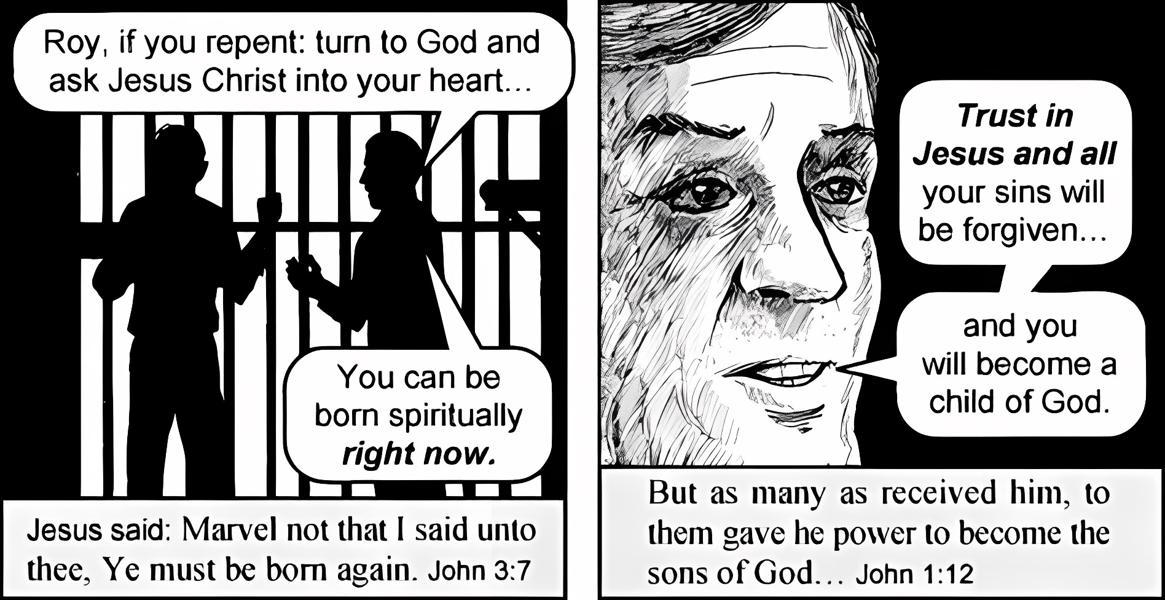 Roy, if you repent: turn to God and
ask Jesus Christ into your heart...
You can be
born spiritually
right now.
Jesus said: Marvel not that I said unto
thee, Ye must be born again. John 3:7
Trust in
Jesus and all
your sins will
be forgiven...
and you
will become a
child of God.
But as many as received him, to
them gave he power to become the
sons of God... John 1:12